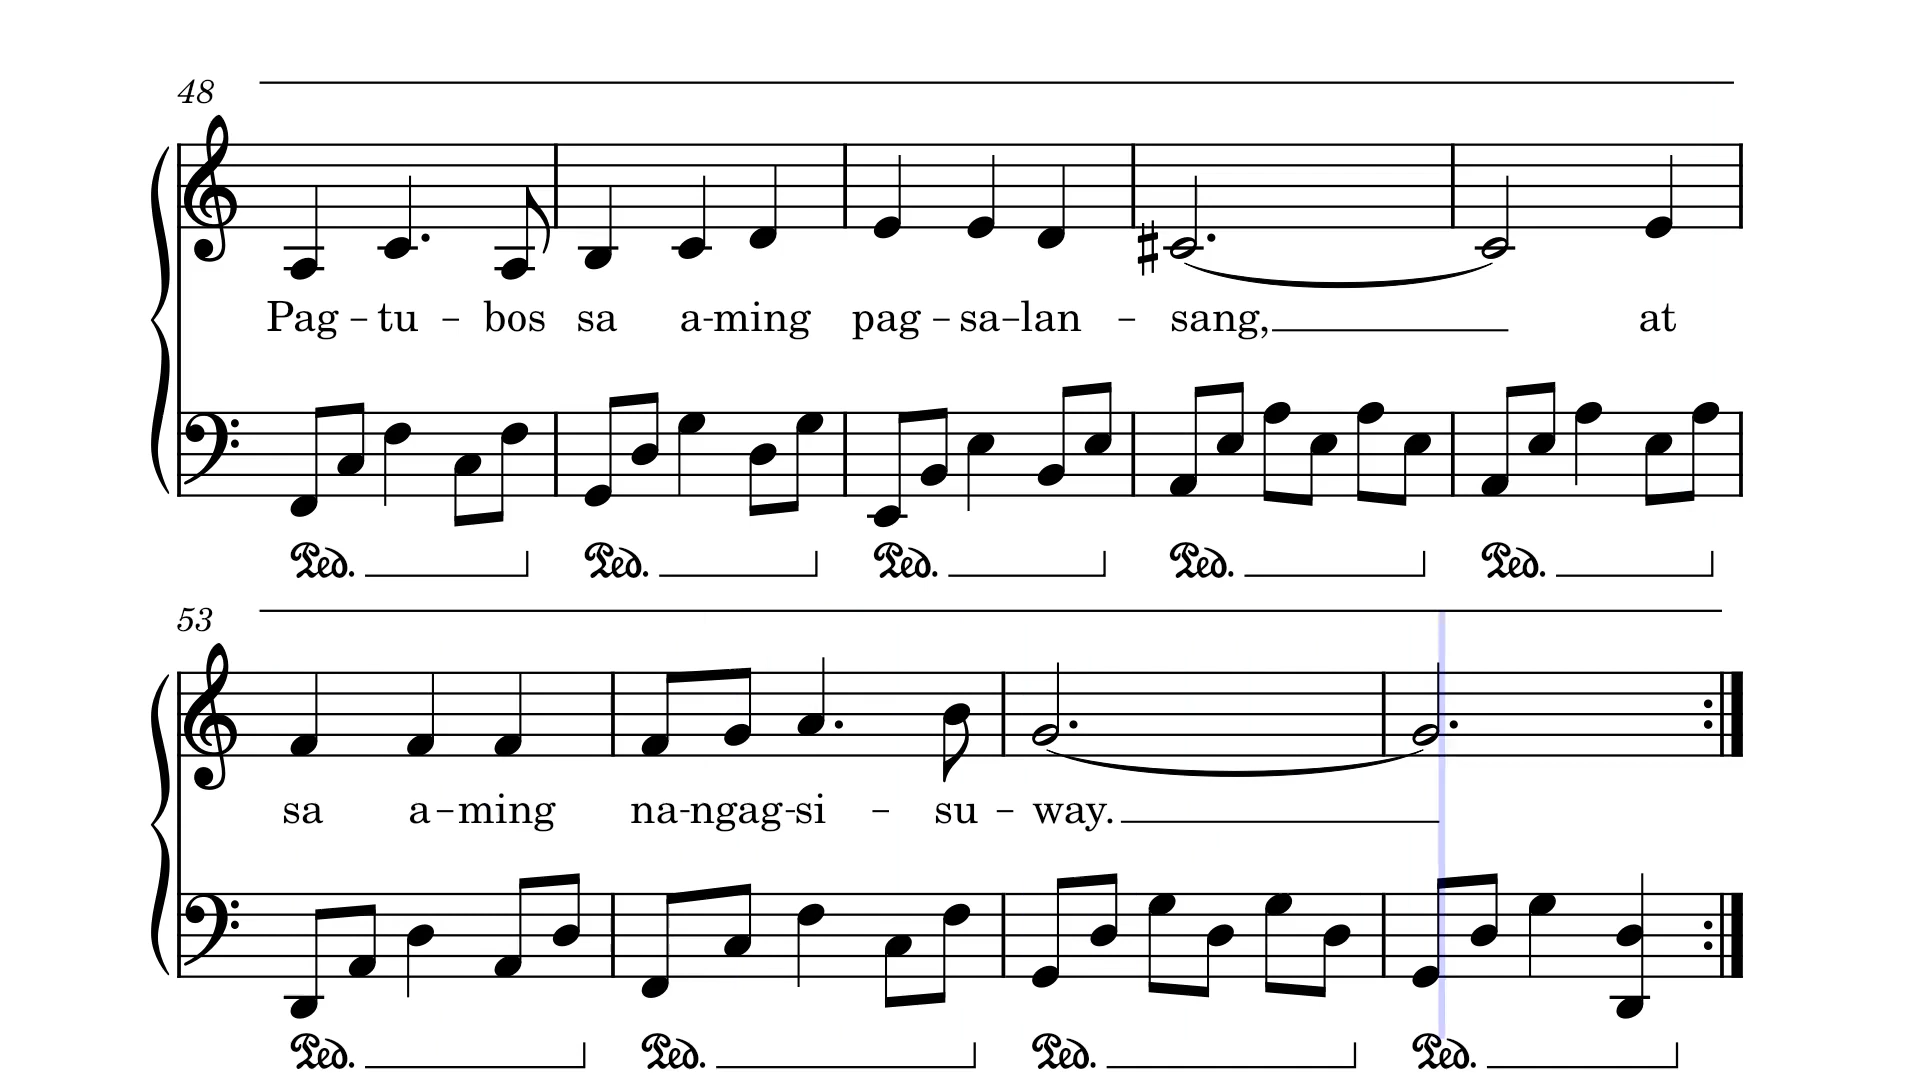 48
Pag – tu – bos sa a-ming pag – sa–lan – sang, at
Ped. Ped. Ped. Ped. Ped.
53
sa a–ming na-ngag-si – su – way.
Ped. Ped. Ped. Ped.